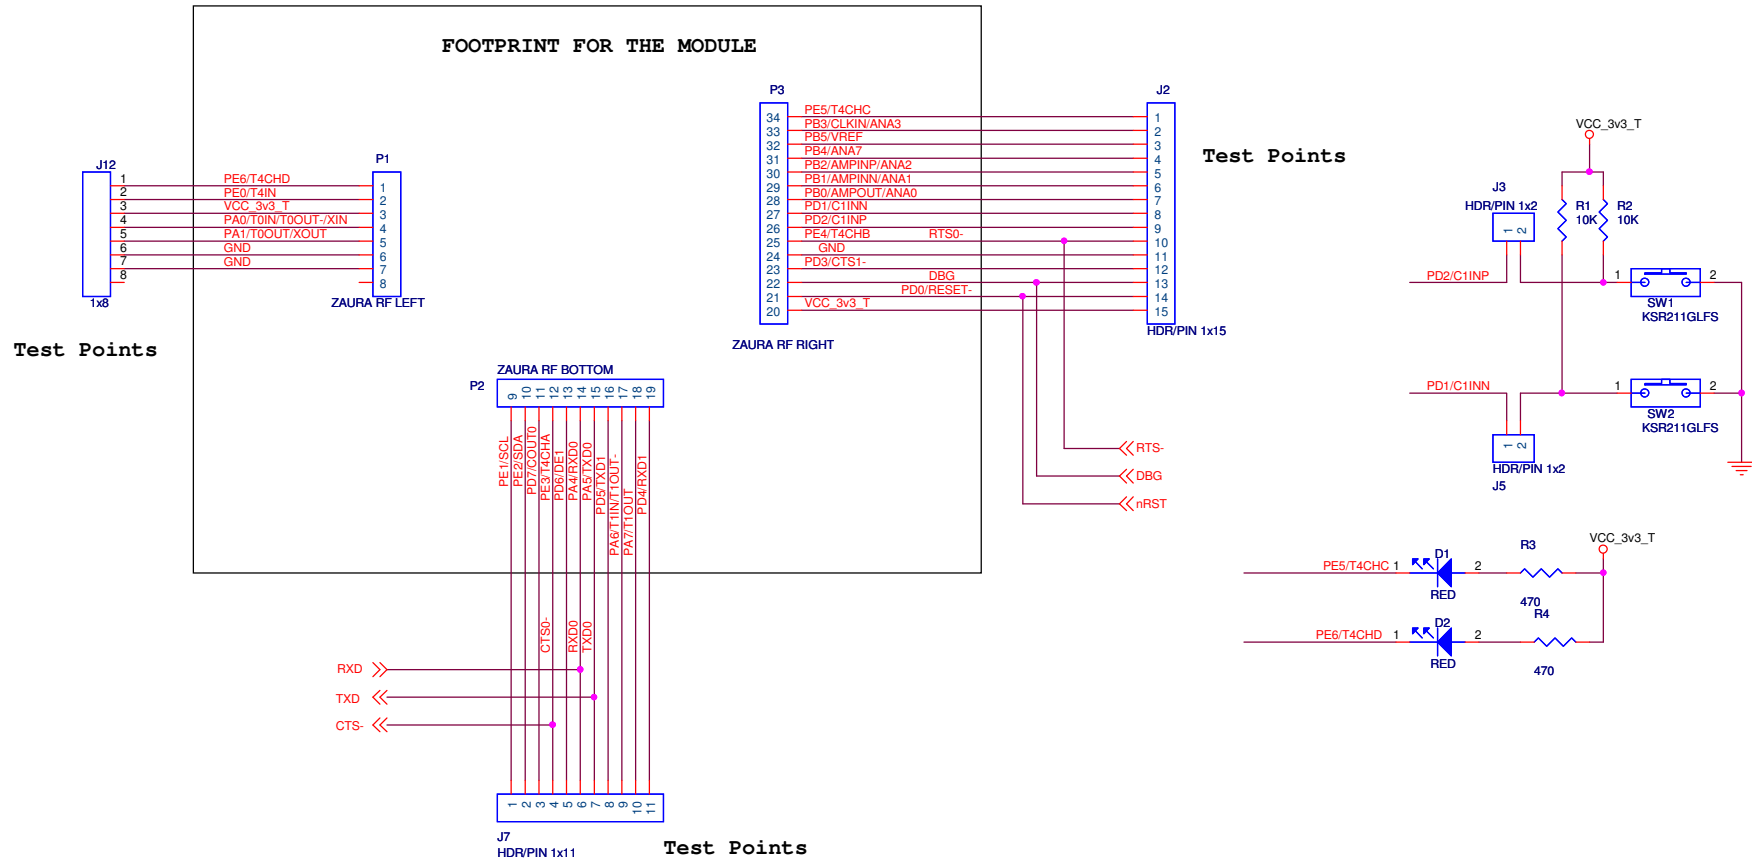 FOOTPRINT FOR THE MODULE
J12
1
2
3
4
5
6
7
8
1x8
Test Points
PE6/T4CHD
PE0/T4IN
VCC_3v3_T
PA0/T0IN/T0OUT-/XIN
PA1/T0OUT/XOUT
GND
GND
P1
1
2
3
4
5
6
7
8
ZAURA RF LEFT
P3
34
33
32
31
30
29
28
27
26
25
24
23
22
21
20
ZAURA RF RIGHT
PE5/T4CHC
PB3/CLKIN/ANA3
PB5/VREF
PB4/ANA7
PB2/AMPINP/ANA2
PB1/AMPINN/ANA1
PB0/AMPOUT/ANA0
PD1/C1INN
PD2/C1INP
PE4/T4CHB RTS0-
GND
PD3/CTS1-
DBG
PD0/RESET-
VCC_3v3_T
J2
1
2
3
4
5
6
7
8
9
10
11
12
13
14
15
HDR/PIN 1x15
Test Points
RTS-
DBG
nRST
ZAURA RF BOTTOM
P2
9 10 11 12 13 14 15 16 17 18 19
PE1/SCL
PE2/SDA
PD7/COUT0
PE3/T4CHA
PD6/DE1
PA4/RXD0
PA5/TXD0
PD5/TXD1
PA6/T1IN/T1OUT-
PA7/T1OUT
PD4/RXD1
CTS0-
RXD0
TXD0
RXD
TXD
CTS-
1 2 3 4 5 6 7 8 9 10 11
J7
HDR/PIN 1x11
Test Points
VCC_3v3_T
J3
HDR/PIN 1x2
1 2
R1
10K
R2
10K
PD2/C1INP
1 2
SW1
KSR211GLFS
PD1/C1INN
1 2
SW2
KSR211GLFS
1 2
HDR/PIN 1x2
J5
VCC_3v3_T
R3
PE5/T4CHC 1 D1 2
RED
470
R4
PE6/T4CHD 1 D2 2
RED
470